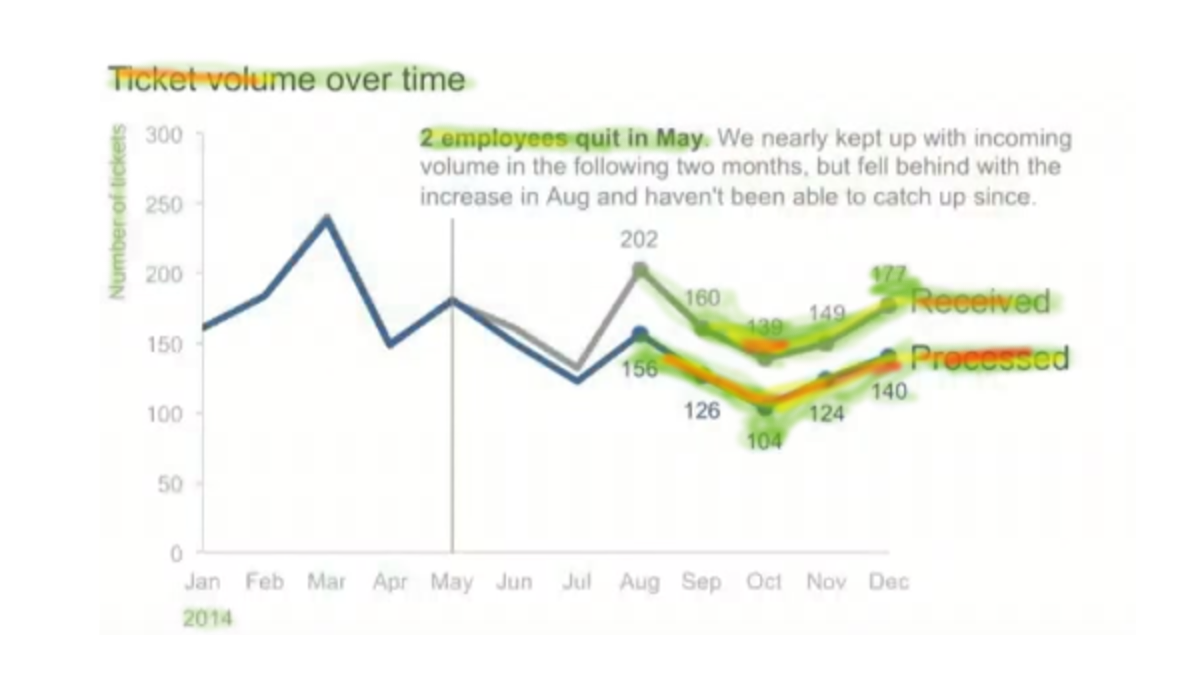 Ticket volume over time
Number of tickets
300
2 employees quit in May. We nearly kept up with incoming
volume in the following two months, but fell behind with the
increase in Aug and haven't been able to catch up since.
250
202
200
177
160
139
149
Received
150
156
Processed
126
124
140
104
100
50
0
Jan Feb Mar Apr May Jun Jul Aug Sep Oct Nov Dec
2014